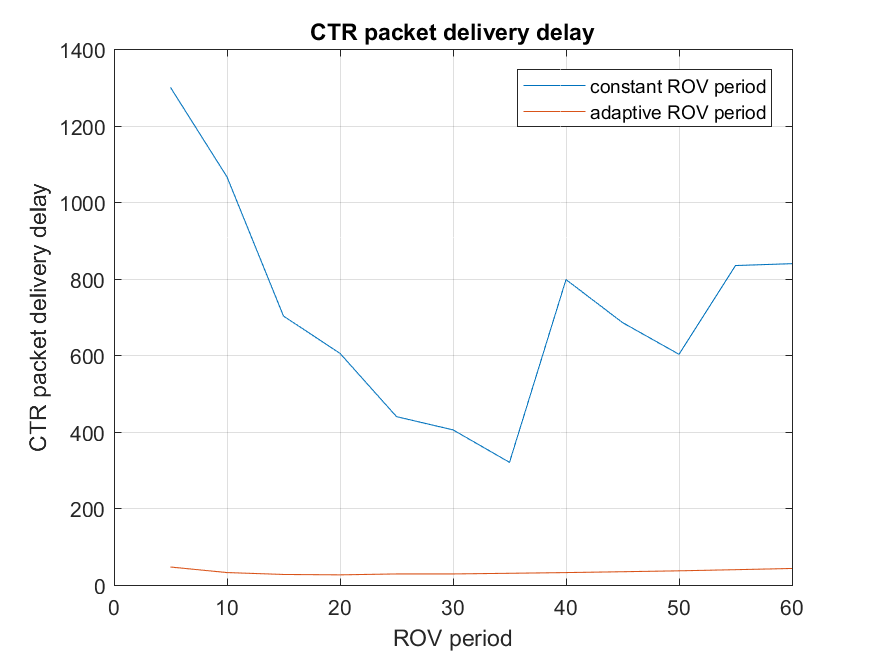 CTR packet delivery delay
constant ROV period
adaptive ROV period
CTR packet delivery delay
1400
1200
1000
800
600
400
200
0
0 10 20 30 40 50 60
ROV period